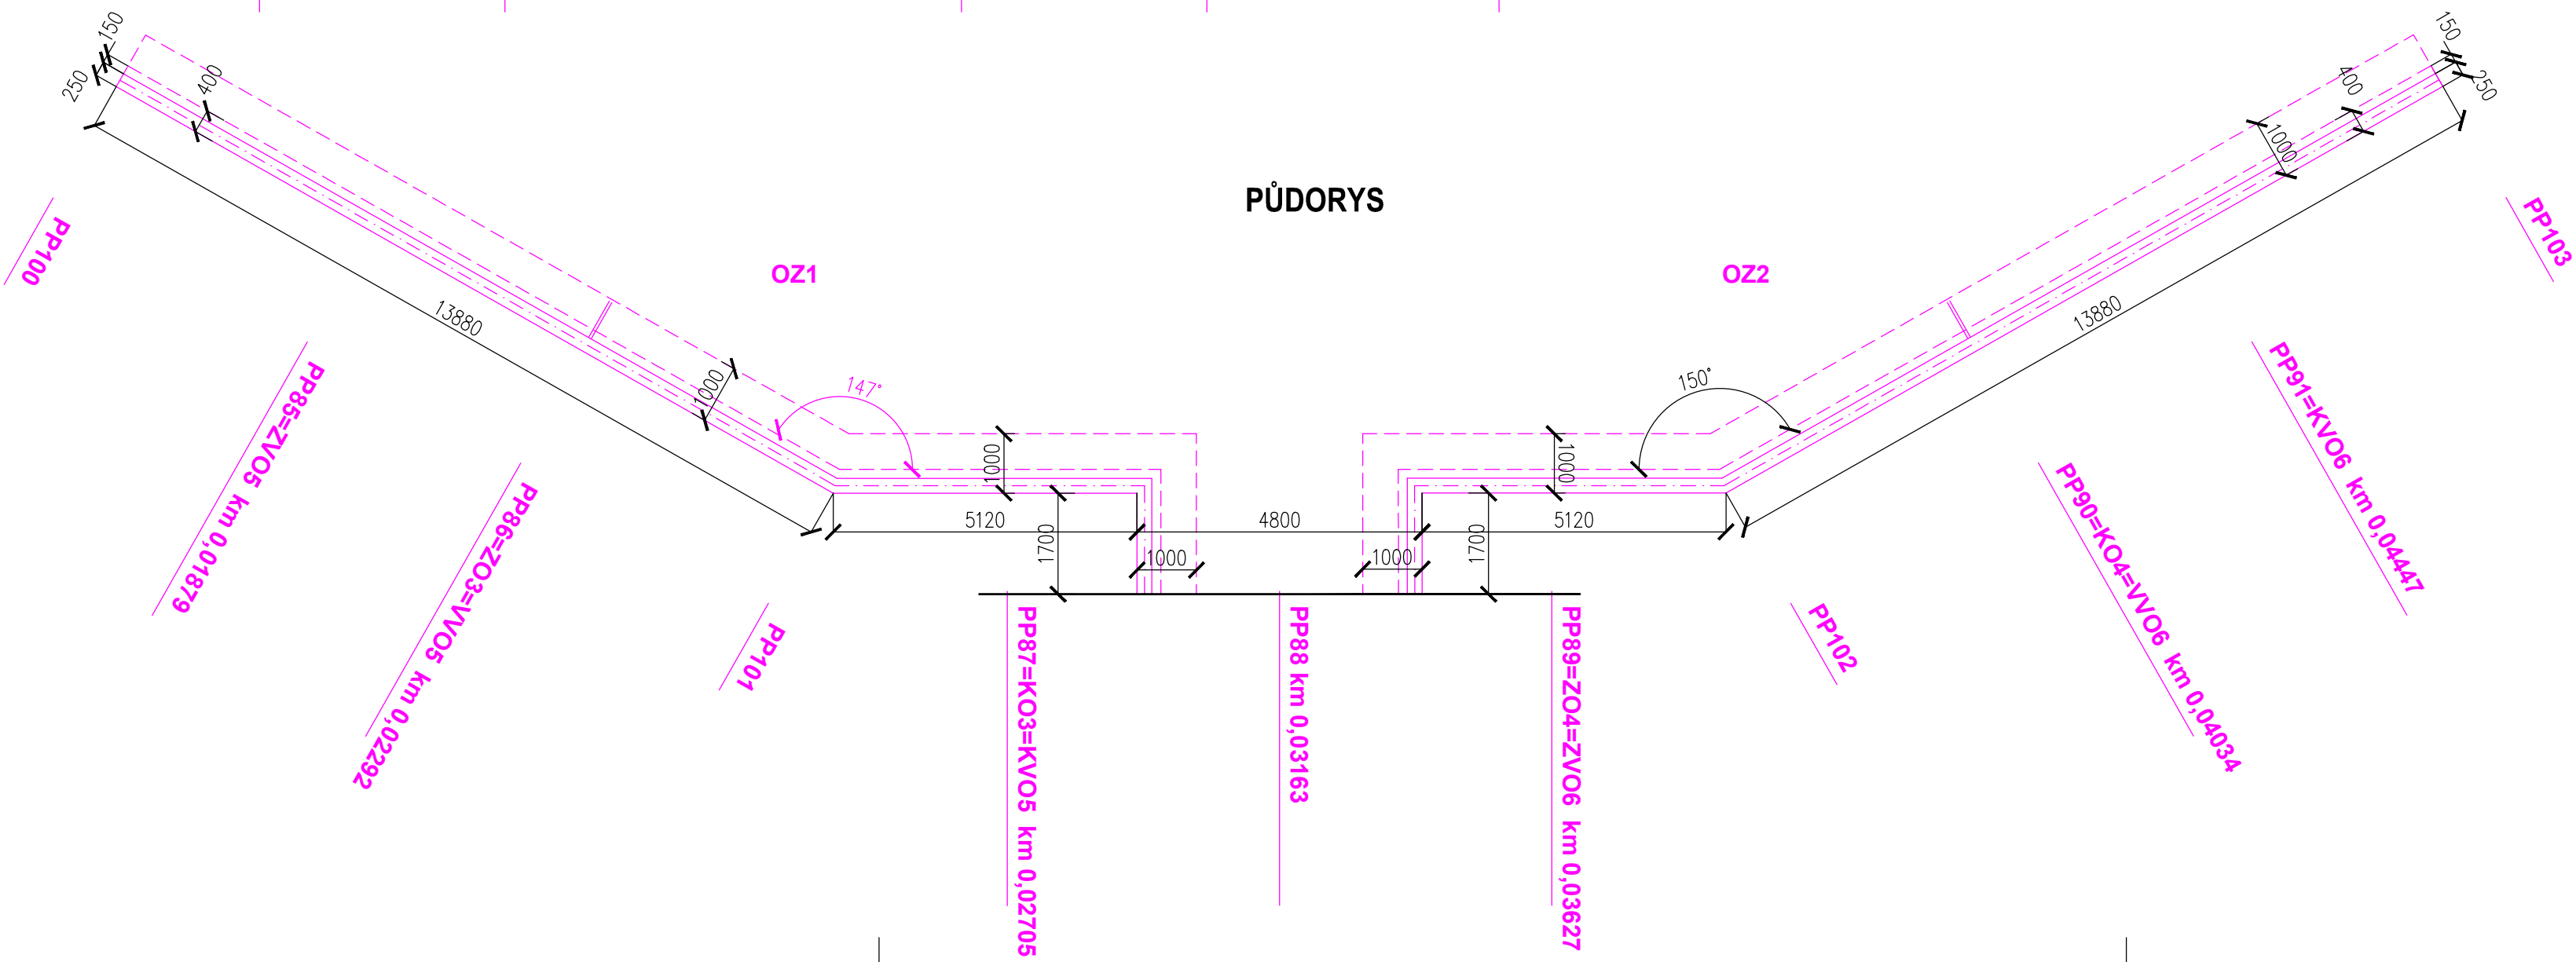 150
250
400
13880
PŮDORYS
OZ1
OZ2
147°
150°
1000
1000
1000
1000
5120
4800
5120
1700
1000
1000
1700
150
250
400
13880
PP100
PP85=ZVO5 km 0,01879
PP86=ZO3=VVO5 km 0,02292
PP101
PP87=KO3=KVO5 km 0,02705
PP88 km 0,03163
PP89=ZO4=ZVO6 km 0,03627
PP102
PP90=KO4=VVO6 km 0,04034
PP91=KVO6 km 0,04447
PP103